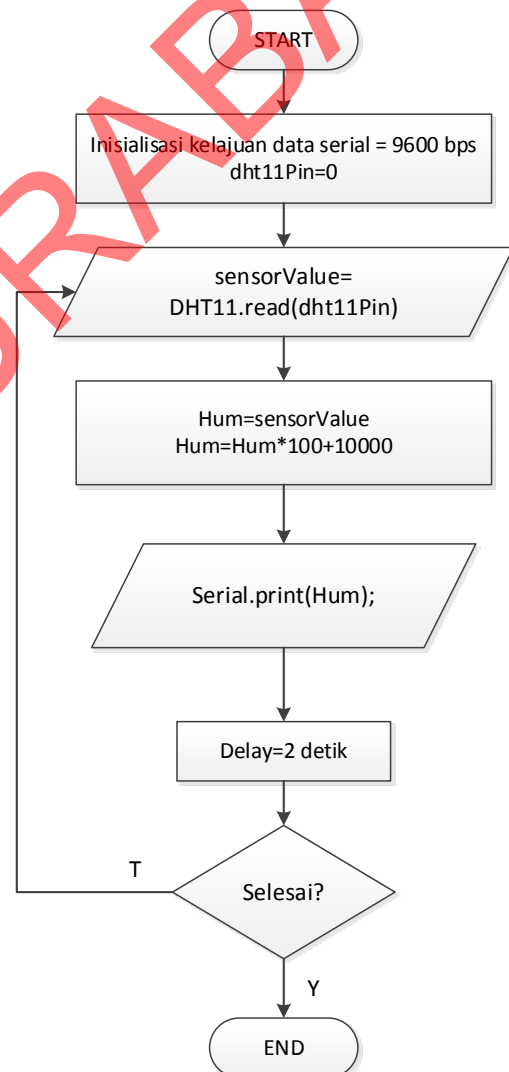 START
Inisialisasi kelajuan data serial = 9600 bps
dht11Pin=0
sensorValue=
DHT11.read(dht11Pin)
Hum=sensorValue
Hum=Hum*100+10000
Serial.print(Hum);
Delay=2 detik
Selesai?
T
Y
END